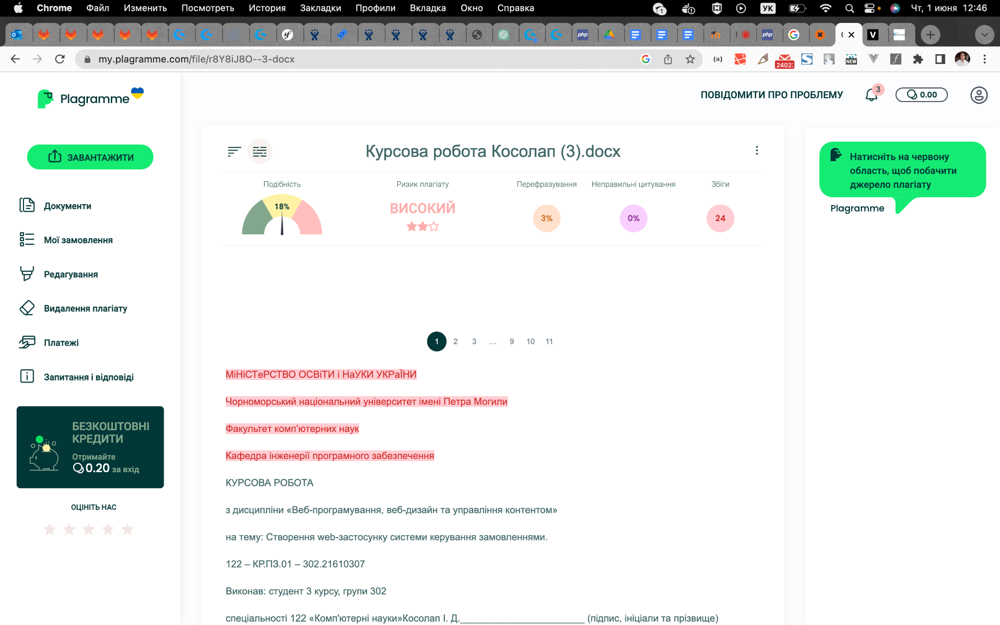 Chrome Файл Изменить Посмотреть История Закладки Профили Вкладка Окно Справка 1 УК Чт, 1 июня 12:46
sf php php V
my.plagramme.com/file/r8Y8iJ8O--3-docx 2402 NEW
Plagramme
ПОВІДОМИТИ ПРО ПРОБЛЕМУ 3 0.00
ЗАВАНТАЖИТИ
Документи
Мої замовлення
Редагування
Видалення плагіату
Платежі
Запитання і відповіді
БЕЗКОШТОВНІ
КРЕДИТИ
Отримайте
0.20 за вхід
ОЦІНІТЬ НАС
Курсова робота Косолап (3).docx
Подібність Ризик плагіату Перефразування Неправильні цитування Збіги
18% ВИСОКИЙ 3% 0% 24
1 2 3 ... 9 10 11
МіНіСТеРСТВО ОСВіТИ і НаУКИ УКРаЇНИ
Чорноморський національний університет імені Петра Могили
Факультет комп’ютерних наук
Кафедра інженерії програмного забезпечення
КУРСОВА РОБОТА
з дисципліни «Веб-програмування, веб-дизайн та управління контентом»
на тему: Створення web-застосунку системи керування замовленнями.
122 – КР.ПЗ.01 – 302.21610307
Виконав: студент 3 курсу, групи 302
спеціальності 122 «Комп'ютерні науки»Косолап І. Д._______________________ (підпис, ініціали та прізвище)
Натисніть на червону
область, щоб побачити
джерело плагіату
Plagramme